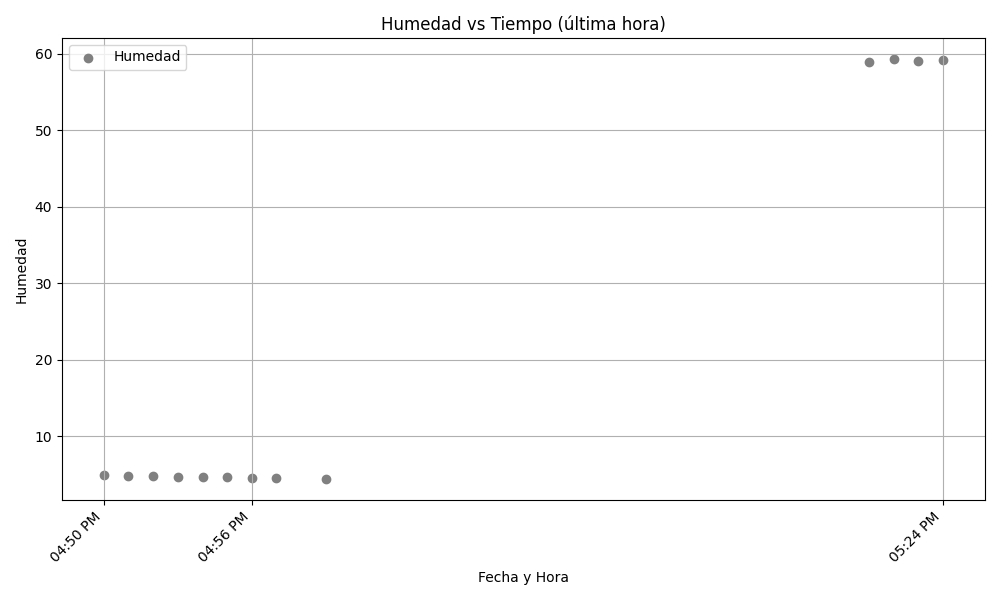 Humedad vs Tiempo (última hora)
Humedad
60
50
40
30
20
10
Humedad
04:50 PM
04:56 PM
05:24 PM
Fecha y Hora